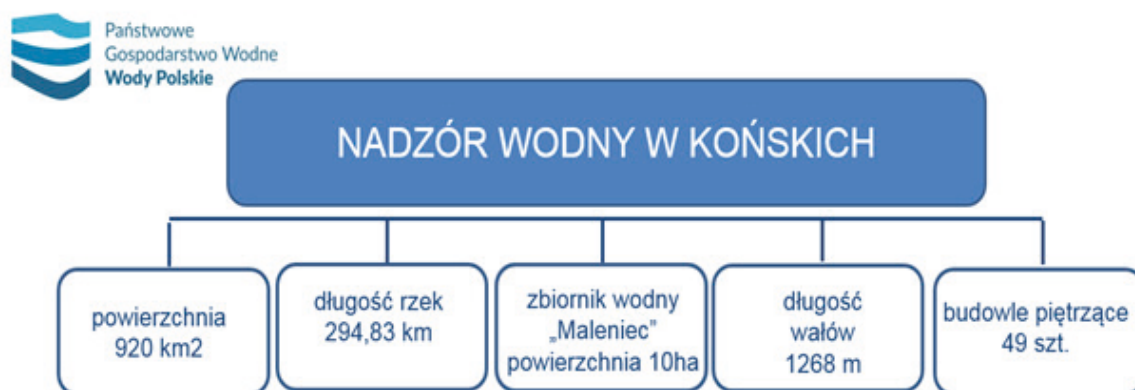 Państwowe
Gospodarstwo Wodne
Wody Polskie
NADZÓR WODNY W KOŃSKICH
powierzchnia
920 km2
długość rzek
294,83 km
zbiornik wodny
„Maleniec”
powierzchnia 10ha
długość
wałów
1268 m
budowle piętrzące
49 szt.